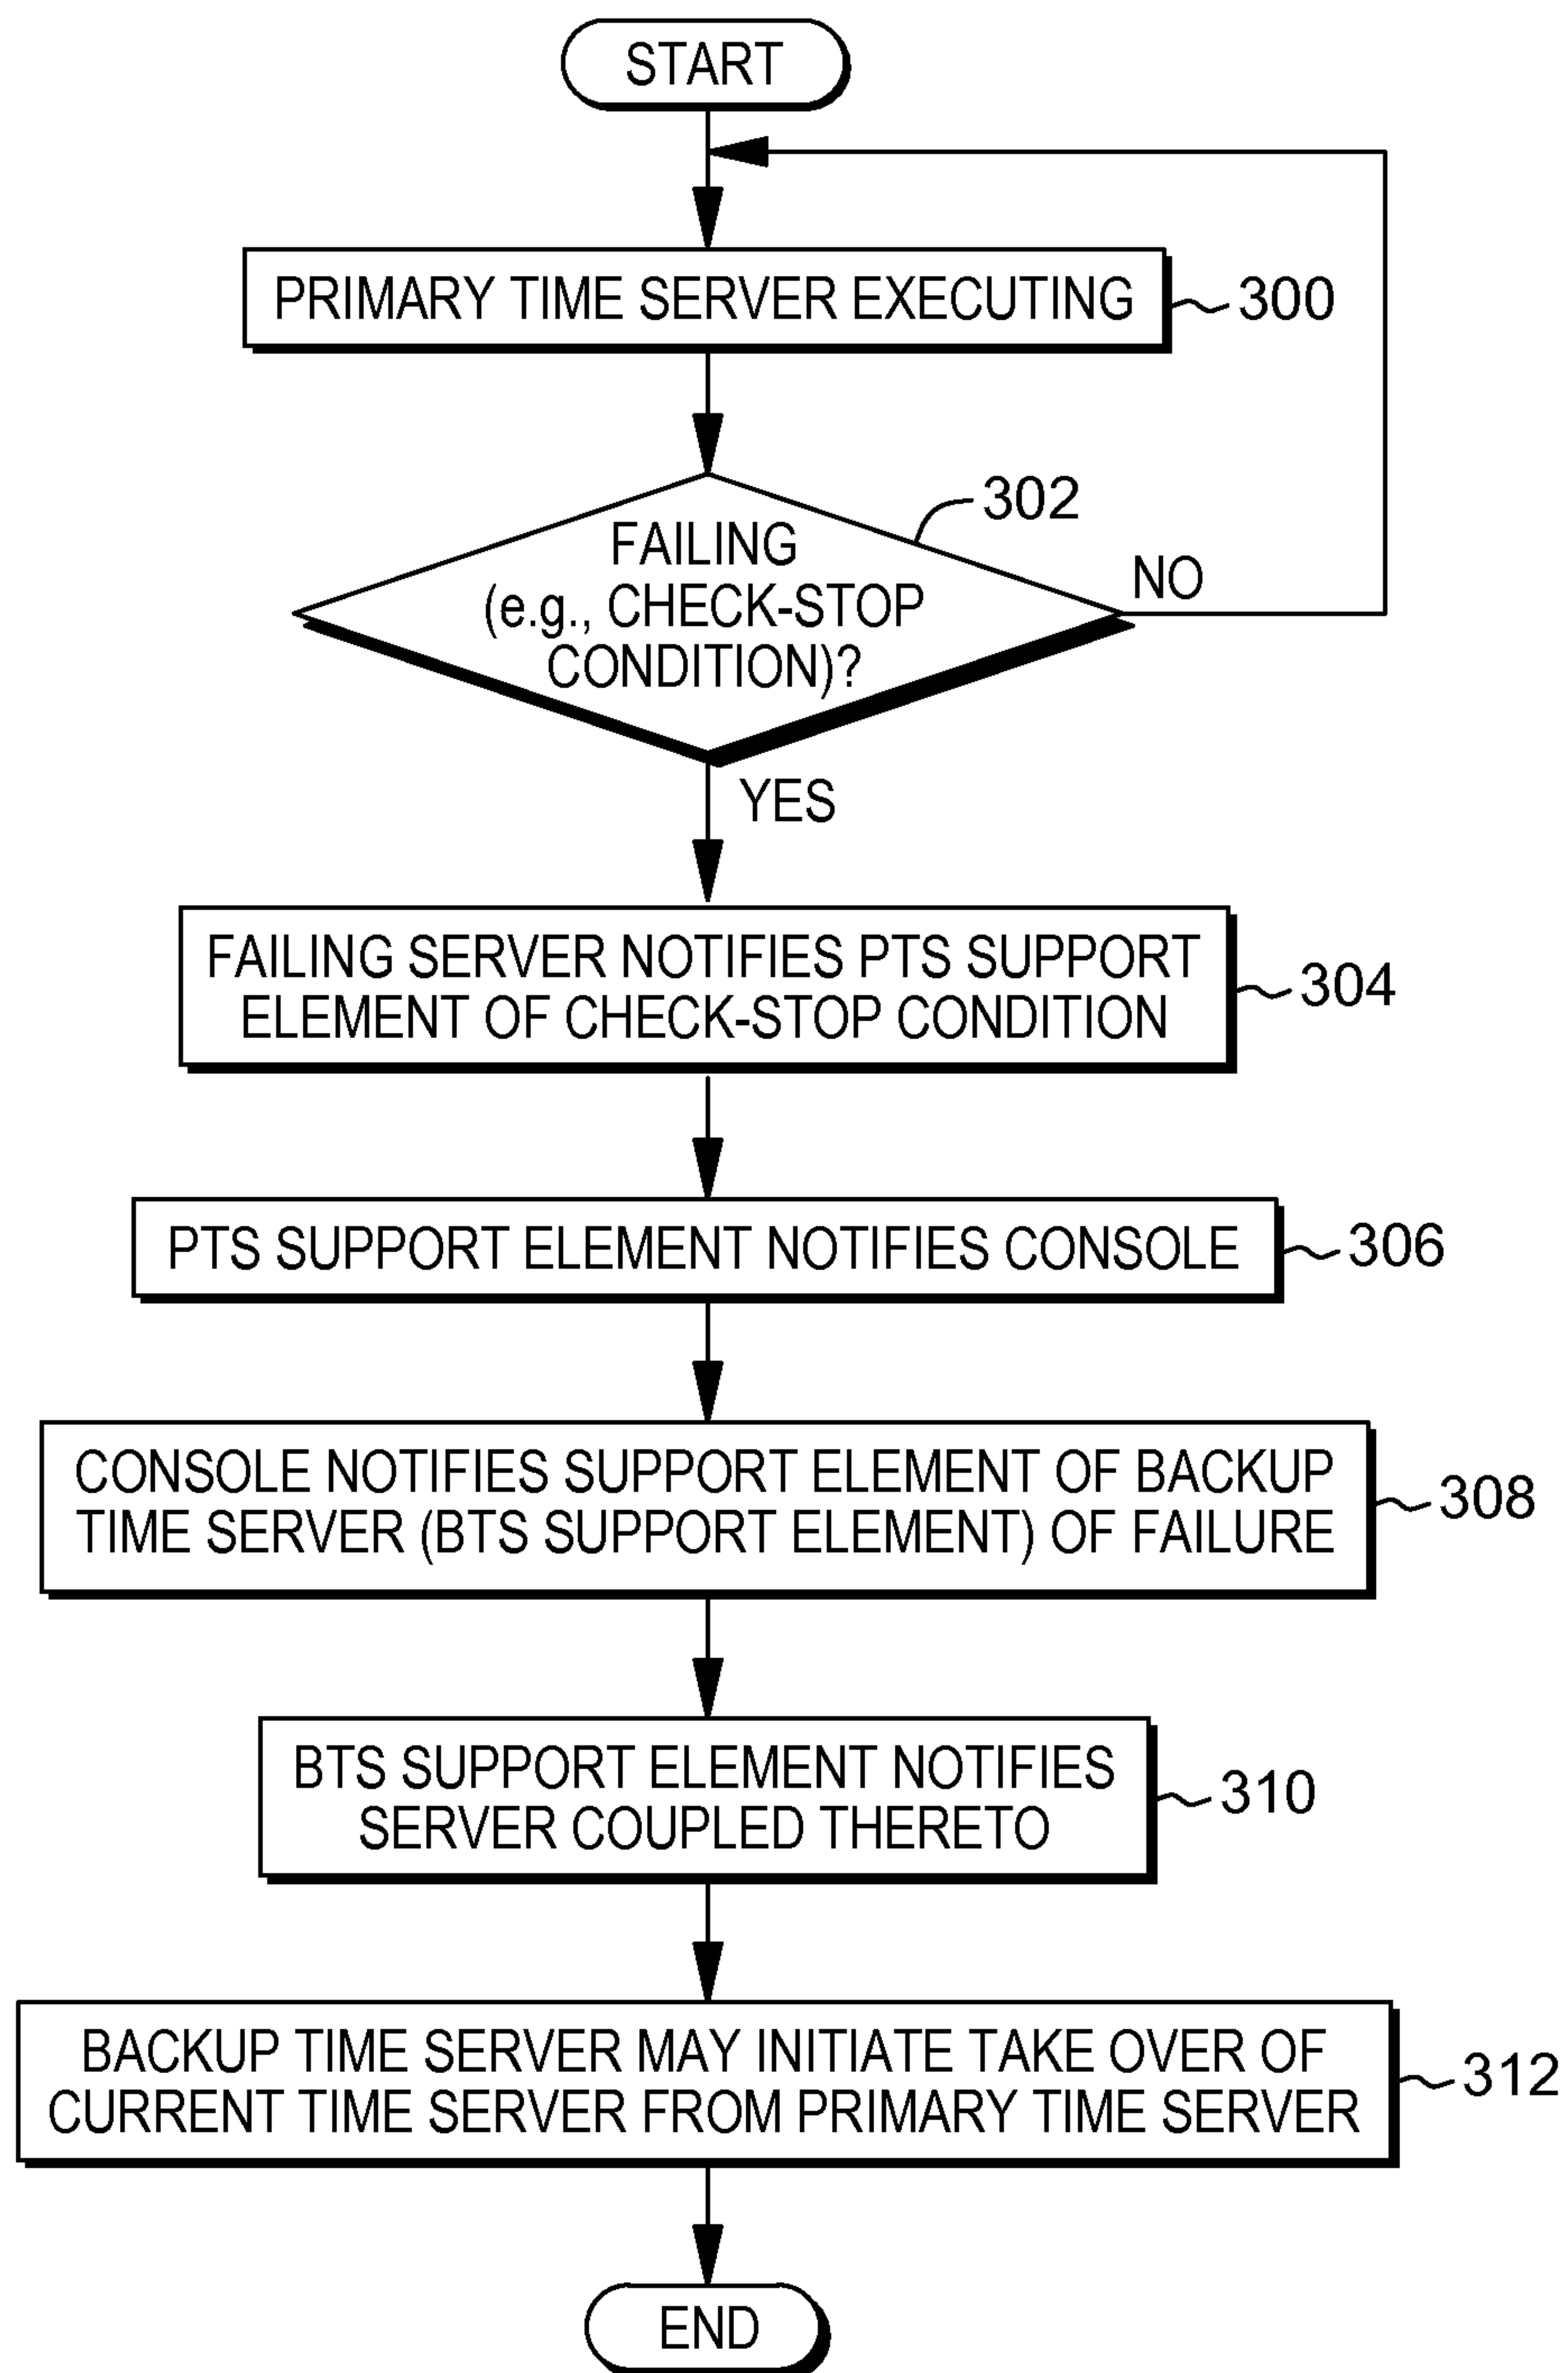 START
PRIMARY TIME SERVER EXECUTING
300
302
FAILING
(e.g., CHECK-STOP
CONDITION)?
NO
YES
FAILING SERVER NOTIFIES PTS SUPPORT
ELEMENT OF CHECK-STOP CONDITION
304
PTS SUPPORT ELEMENT NOTIFIES CONSOLE
306
CONSOLE NOTIFIES SUPPORT ELEMENT OF BACKUP
TIME SERVER (BTS SUPPORT ELEMENT) OF FAILURE
308
BTS SUPPORT ELEMENT NOTIFIES
SERVER COUPLED THERETO
310
BACKUP TIME SERVER MAY INITIATE TAKE OVER OF
CURRENT TIME SERVER FROM PRIMARY TIME SERVER
312
END